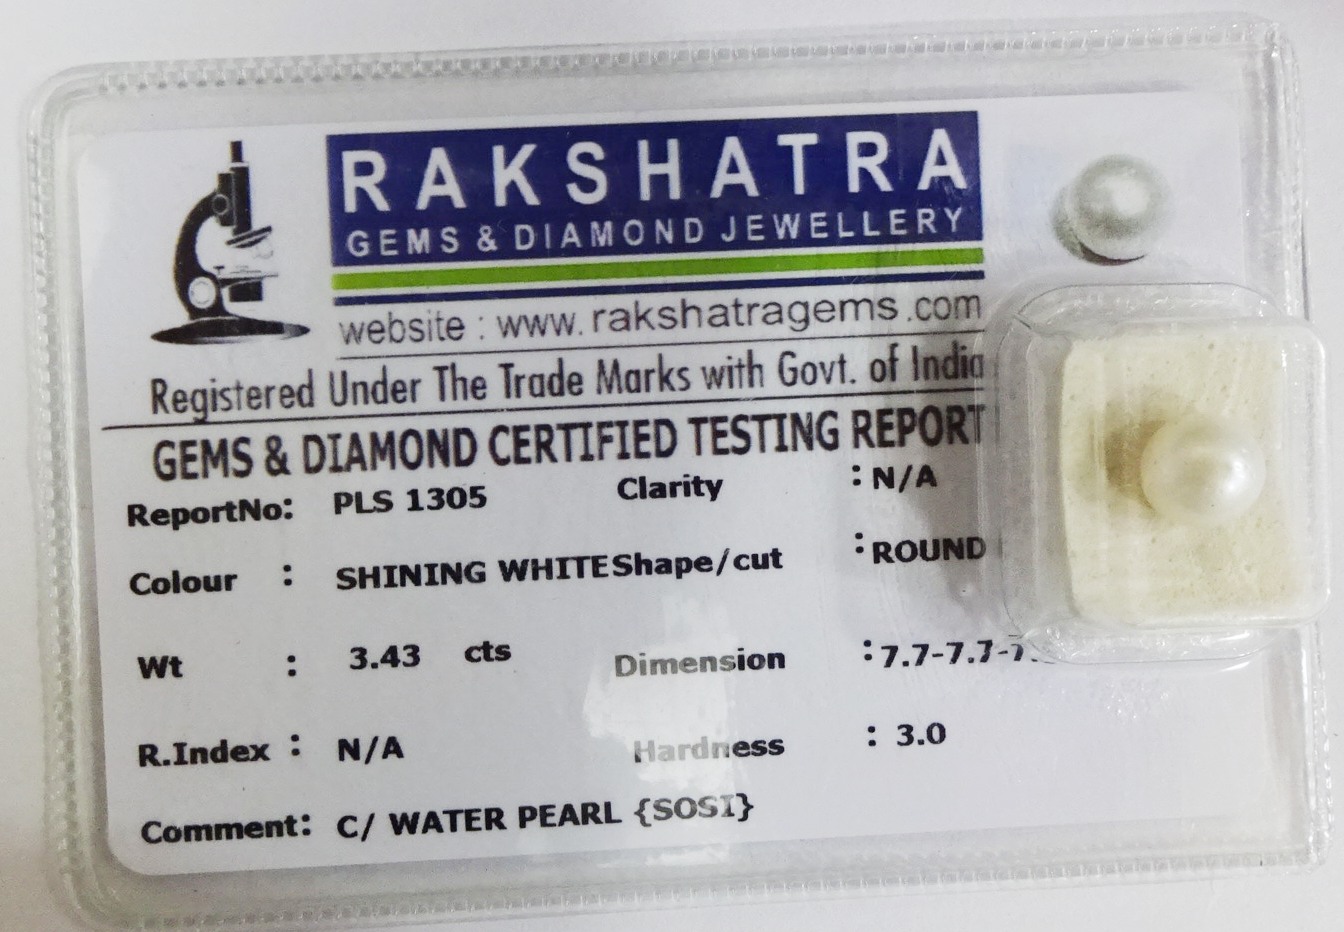 RAKSHATRA
GEMS & DIAMOND JEWELLERY
website : www.rakshatragems.com
Registered Under The Trade Marks with Govt. of India
GEMS & DIAMOND CERTIFIED TESTING REPORT
ReportNo: PLS 1305 Clarity : N/A
Colour : SHINING WHITE Shape/cut : ROUND
Wt : 3.43 cts Dimension : 7.7-7.7-7.
R.Index : N/A Hardness : 3.0
Comment: C/ WATER PEARL {SOSI}